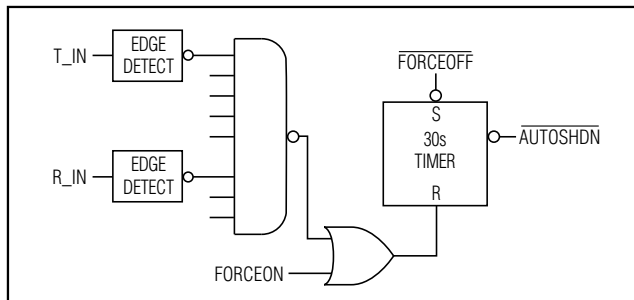 T_IN
EDGE
DETECT
R_IN
EDGE
DETECT
FORCEON
FORCEOFF
S
30s
TIMER
R
AUTOSHDN